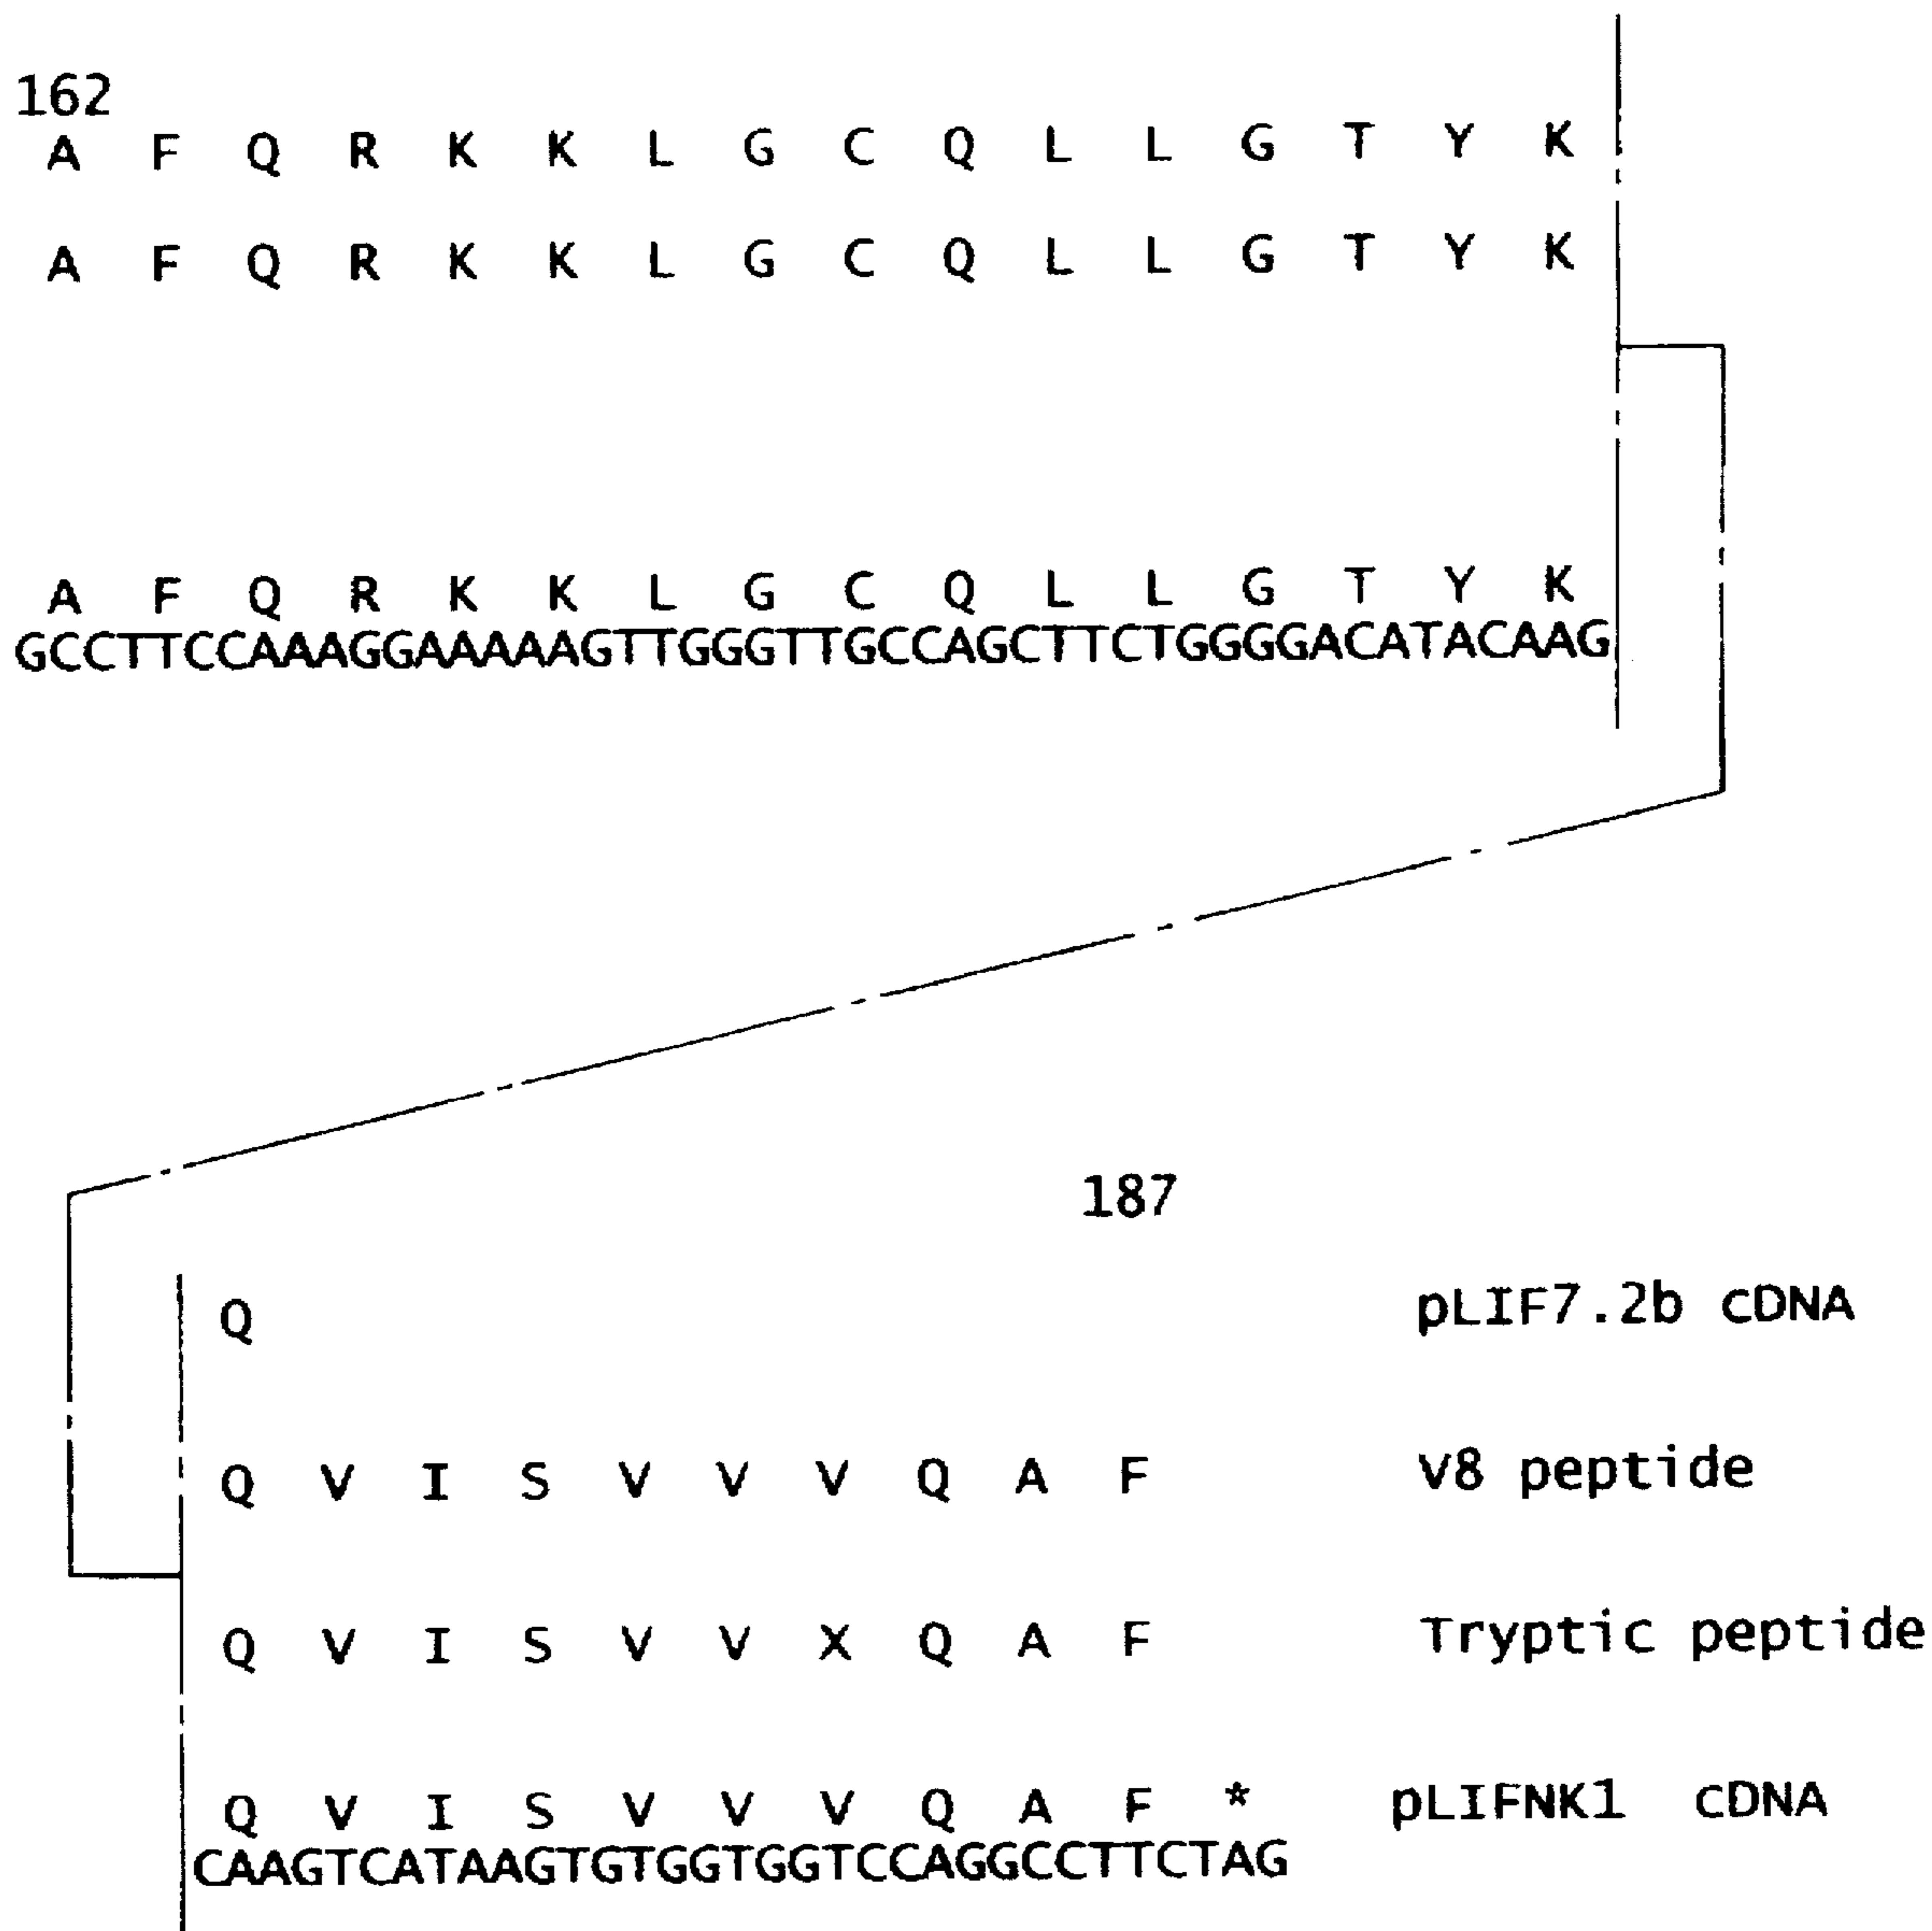 162
A F Q R K K L G C Q L L G T Y K
A F Q R K K L G C Q L L G T Y K
A F Q R K K L G C Q L L G T Y K
GCCTTCCAAAGGAAAAAGTTGGGTTGCCAGCTTCTGGGGACATACAAG
187
Q pLIF7.2b cDNA
Q V I S V V V Q A F V8 peptide
Q V I S V V X Q A F Tryptic peptide
Q V I S V V V Q A F * pLIFNK1 cDNA
CAAGTCATAAGTGTGGTGGTCCAGGCCTTCTAG